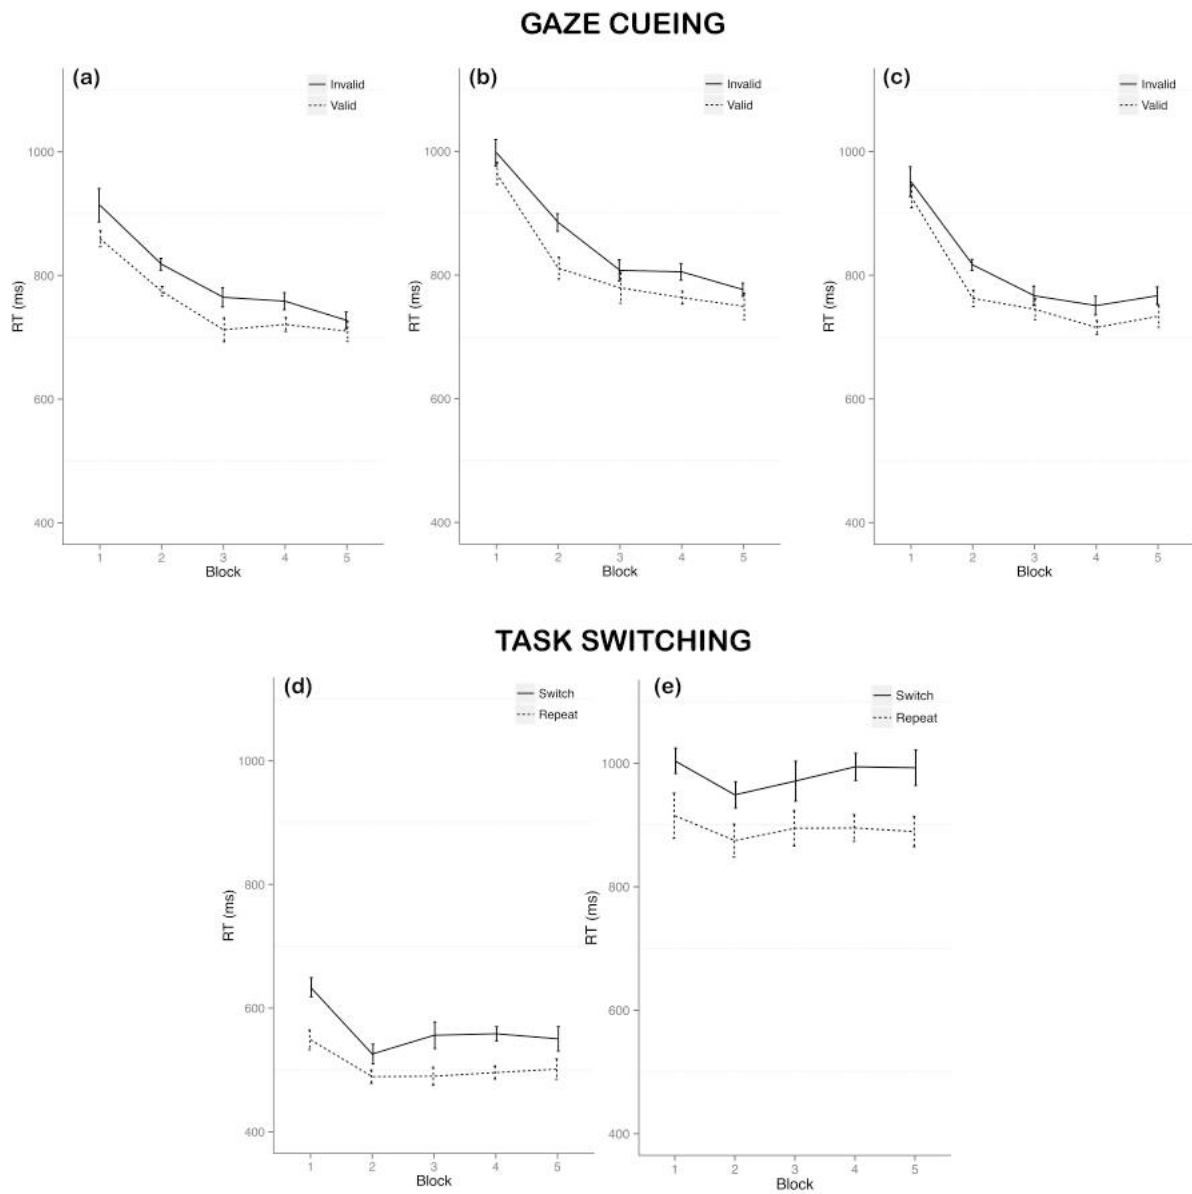 GAZE CUEING
(a)
Invalid
Valid
1000
800
600
400
RT (ms)
1 2 3 4 5
Block
(b)
Invalid
Valid
1000
800
600
400
RT (ms)
1 2 3 4 5
Block
(c)
Invalid
Valid
1000
800
600
400
RT (ms)
1 2 3 4 5
Block
TASK SWITCHING
(d)
Switch
Repeat
1000
800
600
400
RT (ms)
1 2 3 4 5
Block
(e)
Switch
Repeat
1000
800
600
400
RT (ms)
1 2 3 4 5
Block